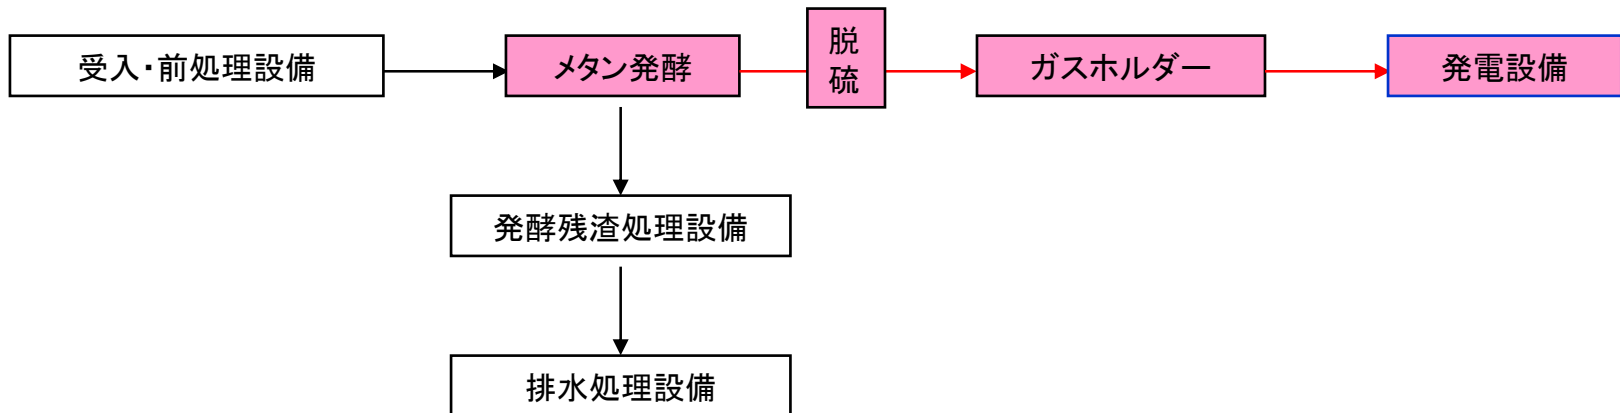 受入・前処理設備
メタン発酵
脱
硫
ガスホルダー
発電設備
発酵残渣処理設備
排水処理設備